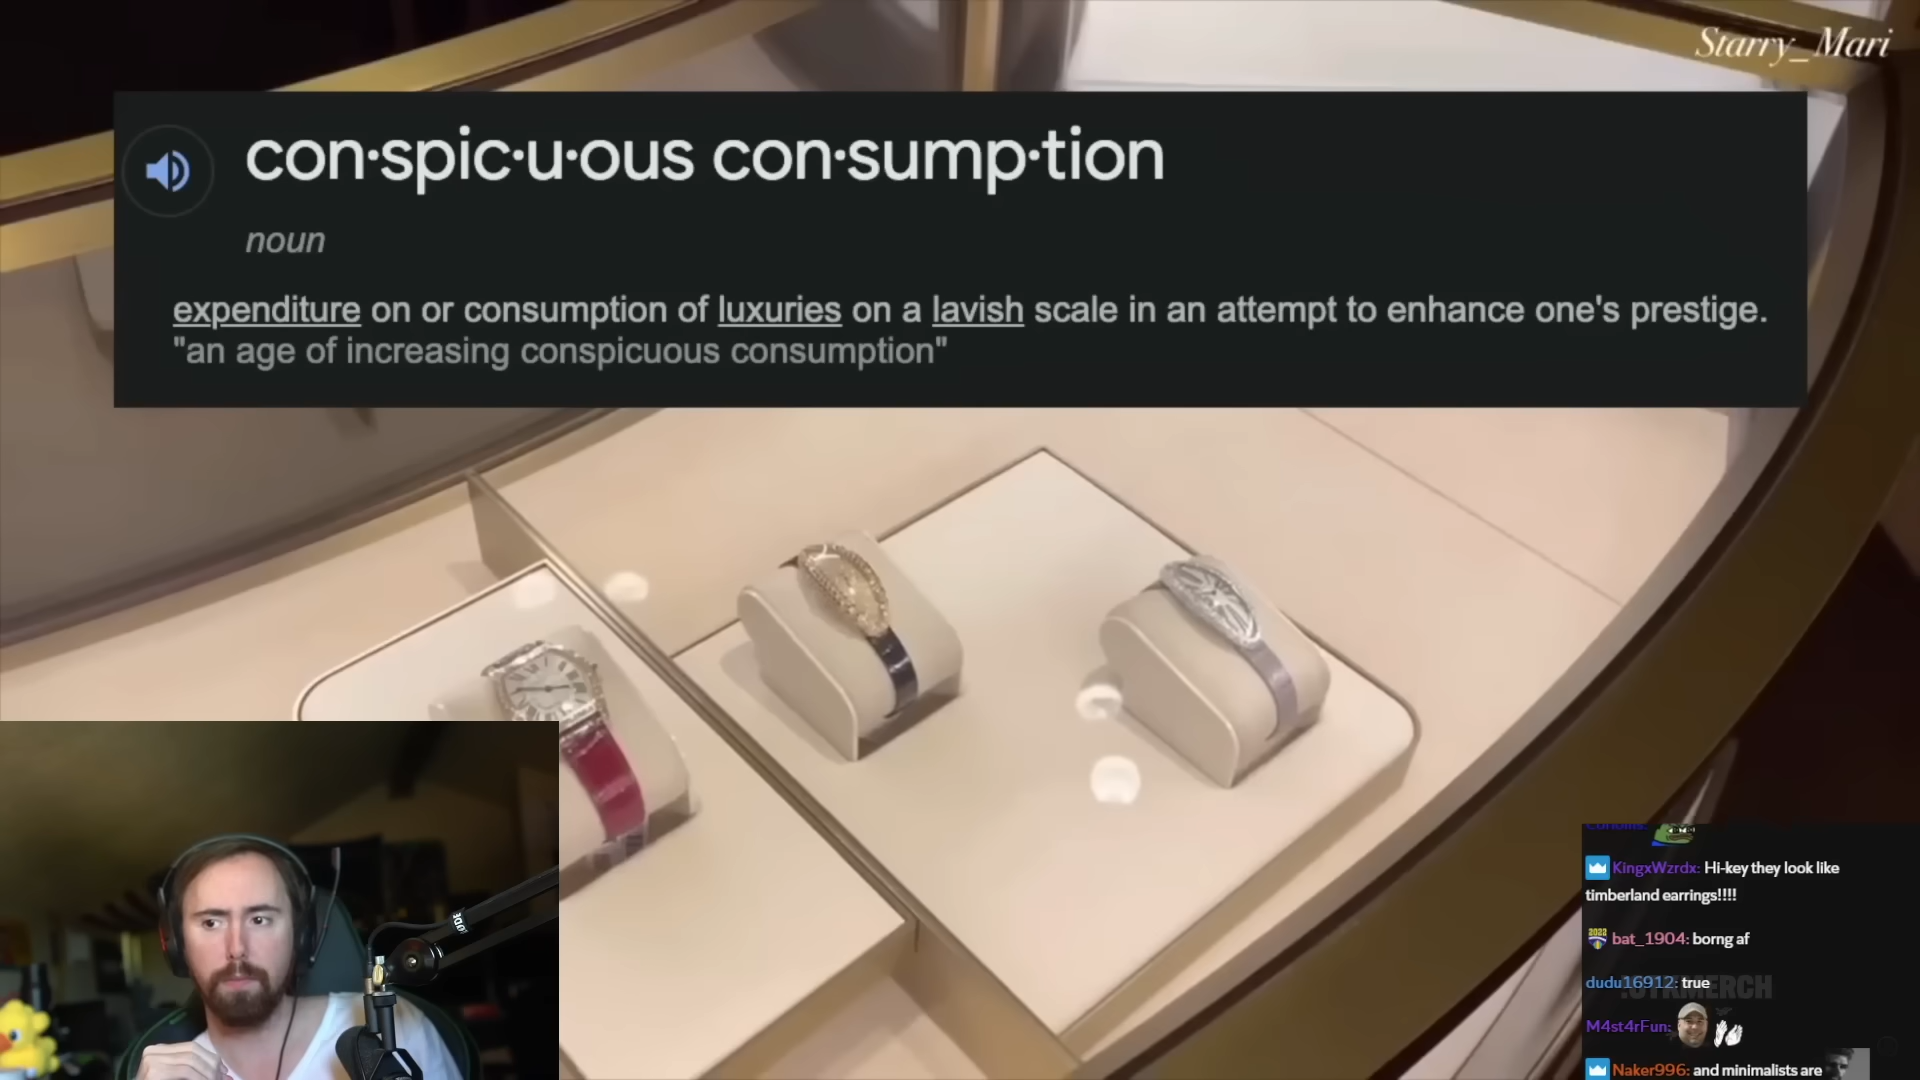 Starry_Mari
con·spic·u·ous con·sump·tion
noun
expenditure on or consumption of luxuries on a lavish scale in an attempt to enhance one's prestige.
"an age of increasing conspicuous consumption"
KingxWzrdx: Hi-key they look like
timberland earrings!!!!
2022
bat_1904: borng af
dudu16912: true
M4st4rFun:
Naker996: and minimalists are